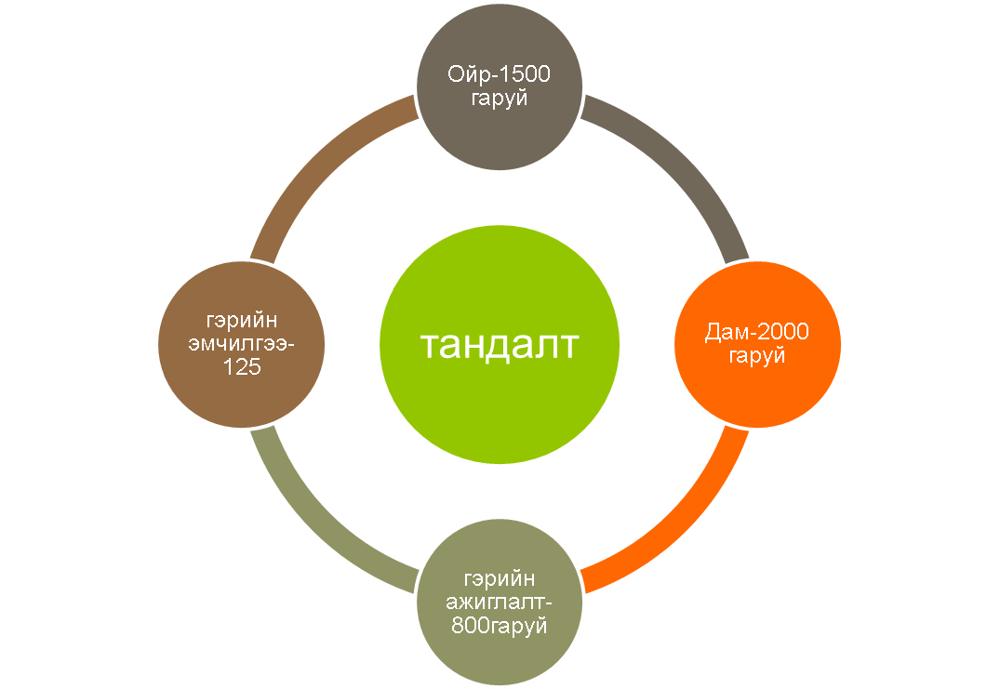 Ойр-1500
гаруй
гэрийн
эмчилгээ-
125
тандалт
Дам-2000
гаруй
гэрийн
ажиглалт-
800гаруй